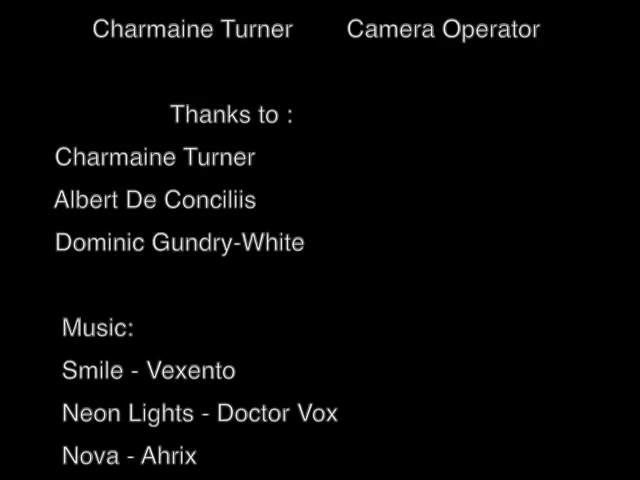 Charmaine Turner Camera Operator
Thanks to :
Charmaine Turner
Albert De Conciliis
Dominic Gundry-White
Music:
Smile - Vexento
Neon Lights - Doctor Vox
Nova - Ahrix